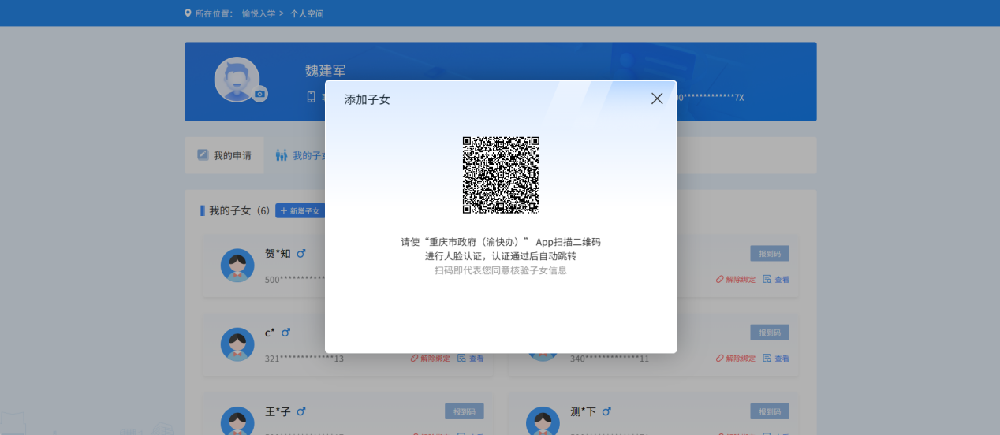 所在位置： 愉悦入学 > 个人空间
魏建军
00*************7X
添加子女
我的申请
我的子女
我的子女（6）
+ 新增子女
请使“重庆市政府（渝快办）” App扫描二维码
进行人脸认证，认证通过后自动跳转
扫码即代表您同意核验子女信息
贺*知
报到码
解除绑定 查看
c*
报到码
321*************13
解除绑定 查看
340*************11
解除绑定 查看
王*子
报到码
测*下
报到码